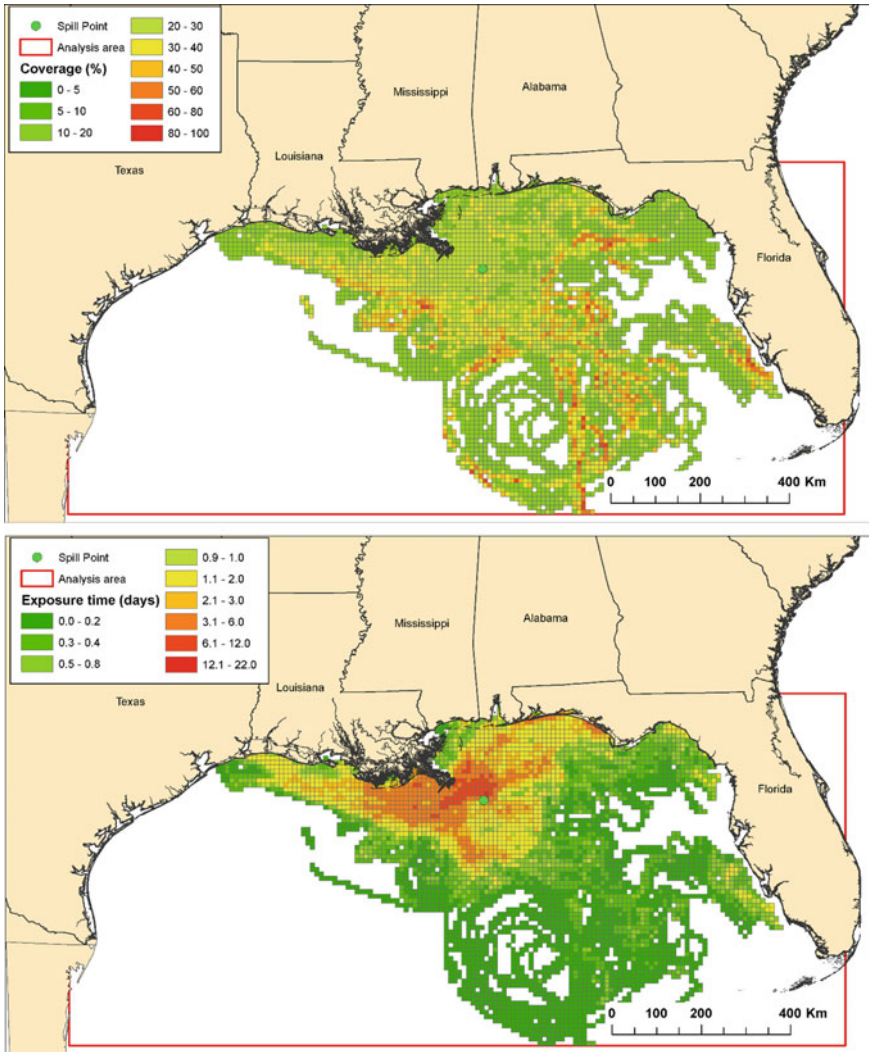 Spill Point
Analysis area
Coverage (%)
0 - 5
5 - 10
10 - 20
20 - 30
30 - 40
40 - 50
50 - 60
60 - 80
80 - 100
Mississippi
Alabama
Louisiana
Texas
Florida
0 100 200 400 Km
Spill Point
Analysis area
Exposure time (days)
0.0 - 0.2
0.3 - 0.4
0.5 - 0.8
0.9 - 1.0
1.1 - 2.0
2.1 - 3.0
3.1 - 6.0
6.1 - 12.0
12.1 - 22.0
Mississippi
Alabama
Louisiana
Texas
Florida
0 100 200 400 Km